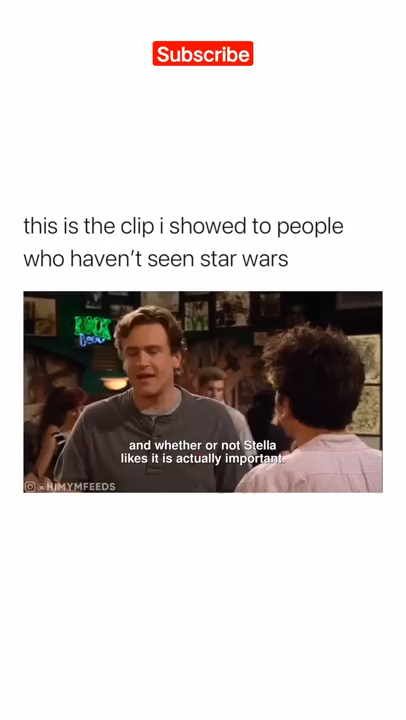 Subscribe
this is the clip i showed to people
who haven't seen star wars
ROCK
and whether or not Stella
likes it is actually important.
@HIMYMFEEDS